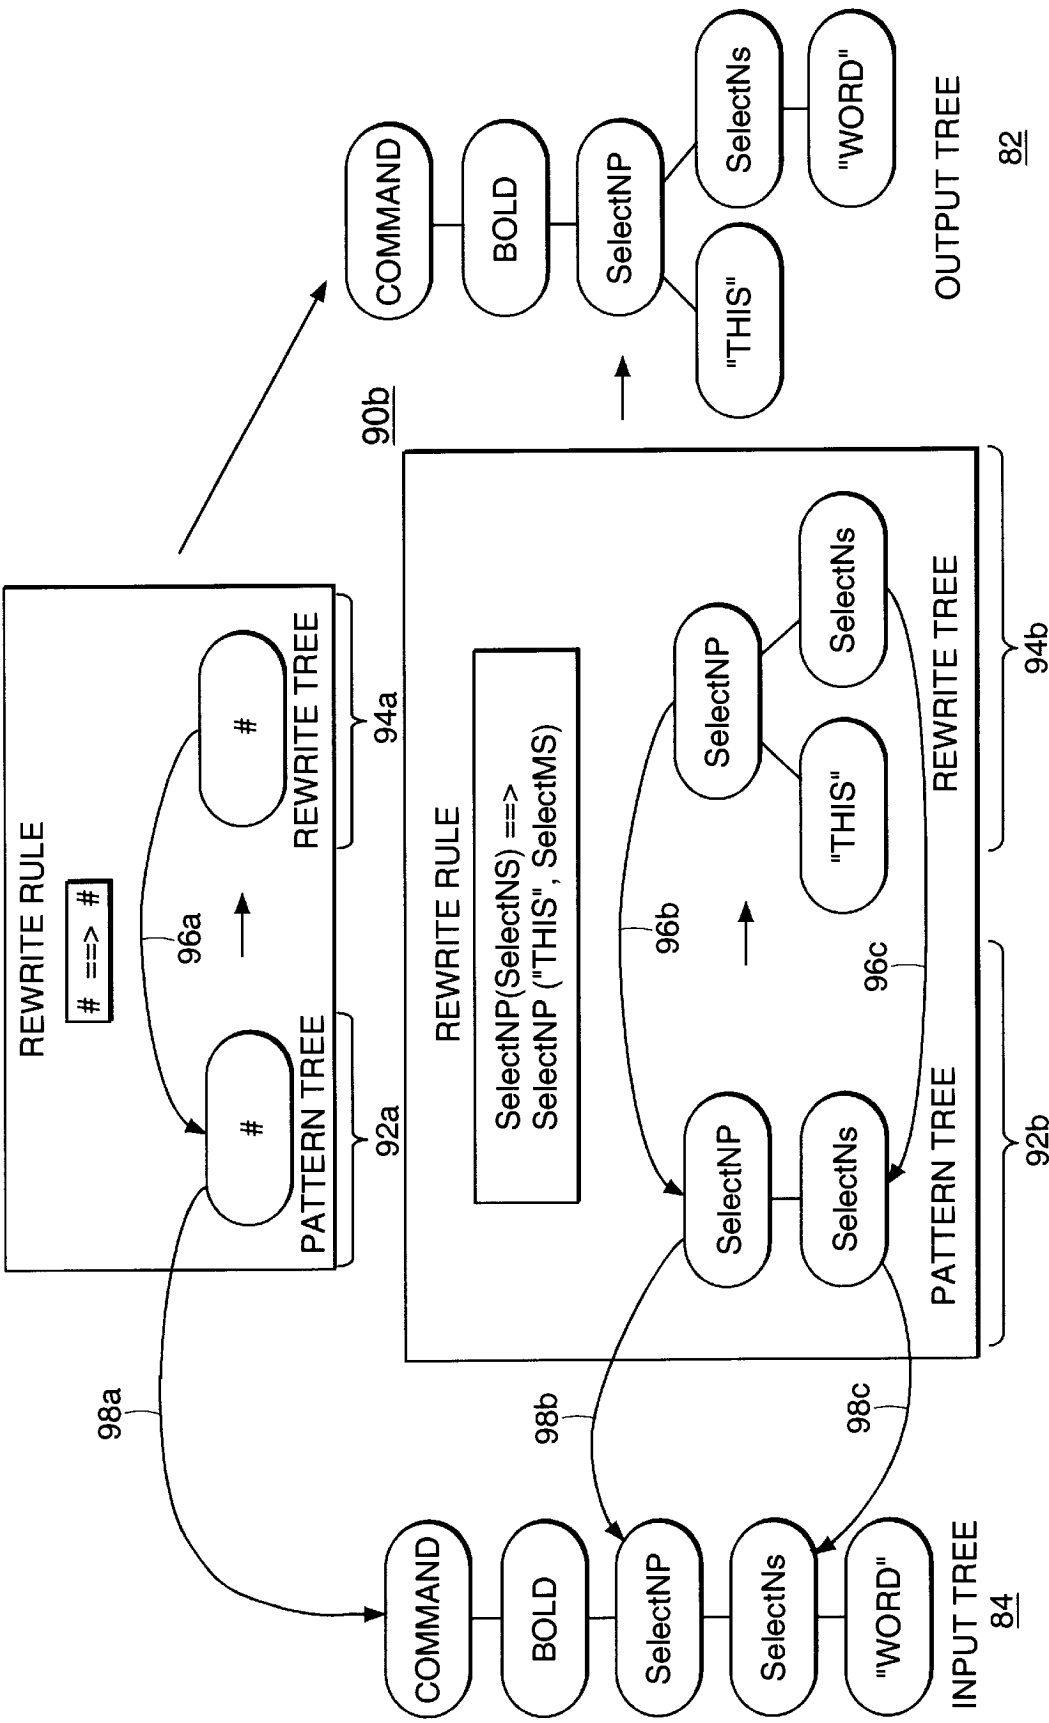 REWRITE RULE
# ==> #
96a
#
#
PATTERN TREE
REWRITE TREE
92a
94a
98a
90b
REWRITE RULE
SelectNP(SelectNS) ==>
SelectNP ("THIS", SelectMS)
96b
SelectNP
SelectNs
SelectNP
"THIS"
SelectNs
96c
PATTERN TREE
REWRITE TREE
92b
94b
98b
98c
COMMAND
BOLD
SelectNP
SelectNs
"WORD"
INPUT TREE
84
COMMAND
BOLD
SelectNP
"THIS"
SelectNs
"WORD"
OUTPUT TREE
82